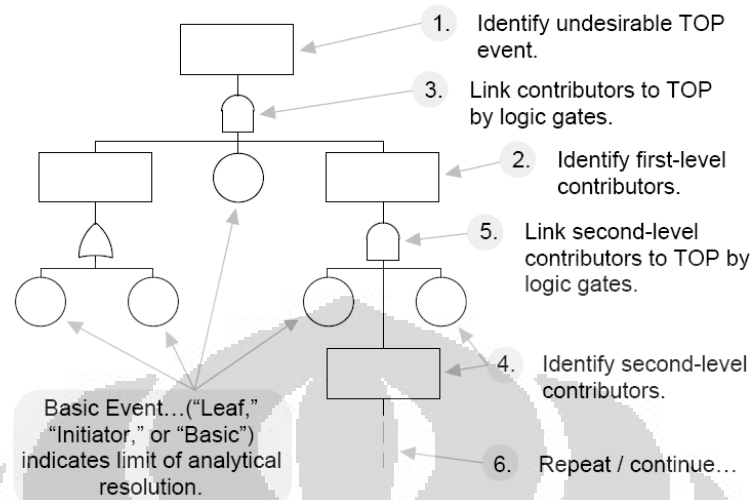 1. Identify undesirable TOP
event.
3. Link contributors to TOP
by logic gates.
2. Identify first-level
contributors.
5. Link second-level
contributors to TOP by
logic gates.
4. Identify second-level
contributors.
Basic Event…(“Leaf,”
“Initiator,” or “Basic”)
indicates limit of analytical
resolution.
6. Repeat / continue…